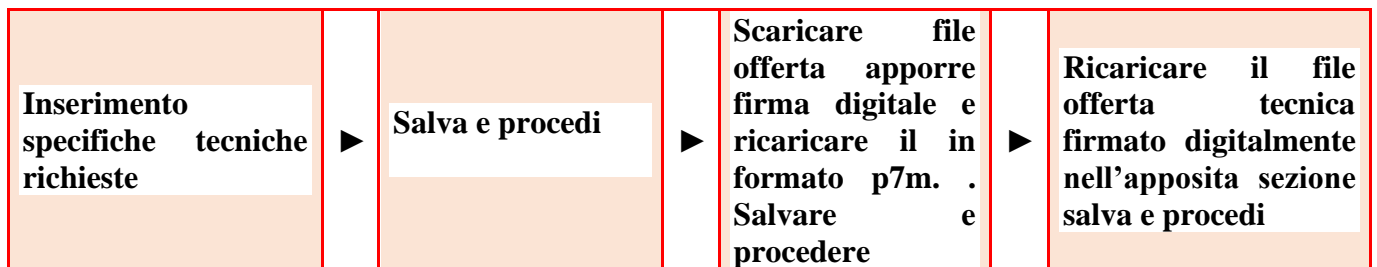 Inserimento
specifiche tecniche
richieste
►
Salva e procedi
►
Scaricare file
offerta apporre
firma digitale e
ricaricare il in
formato p7m. .
Salvare e
procedere
►
Ricaricare il file
offerta tecnica
firmato digitalmente
nell’apposita sezione
salva e procedi